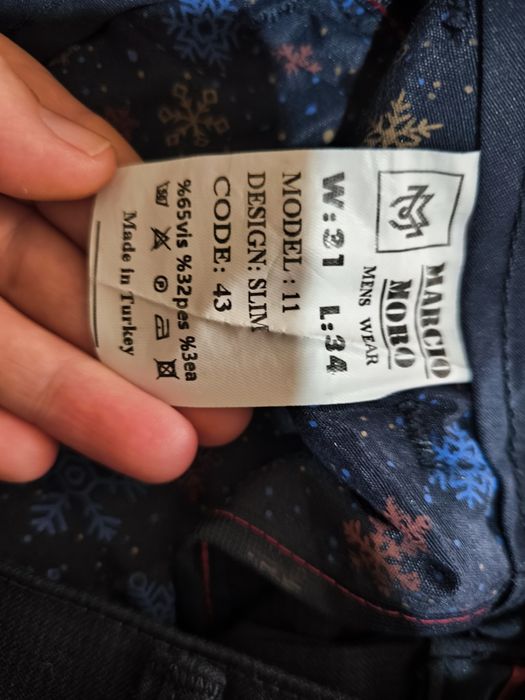 MARCIO
MORO
MENS WEAR
W:31 L:34
MODEL:11
DESIGN: SLIM
CODE: 43
%65vis %32pes %3ea
Made in Turkey